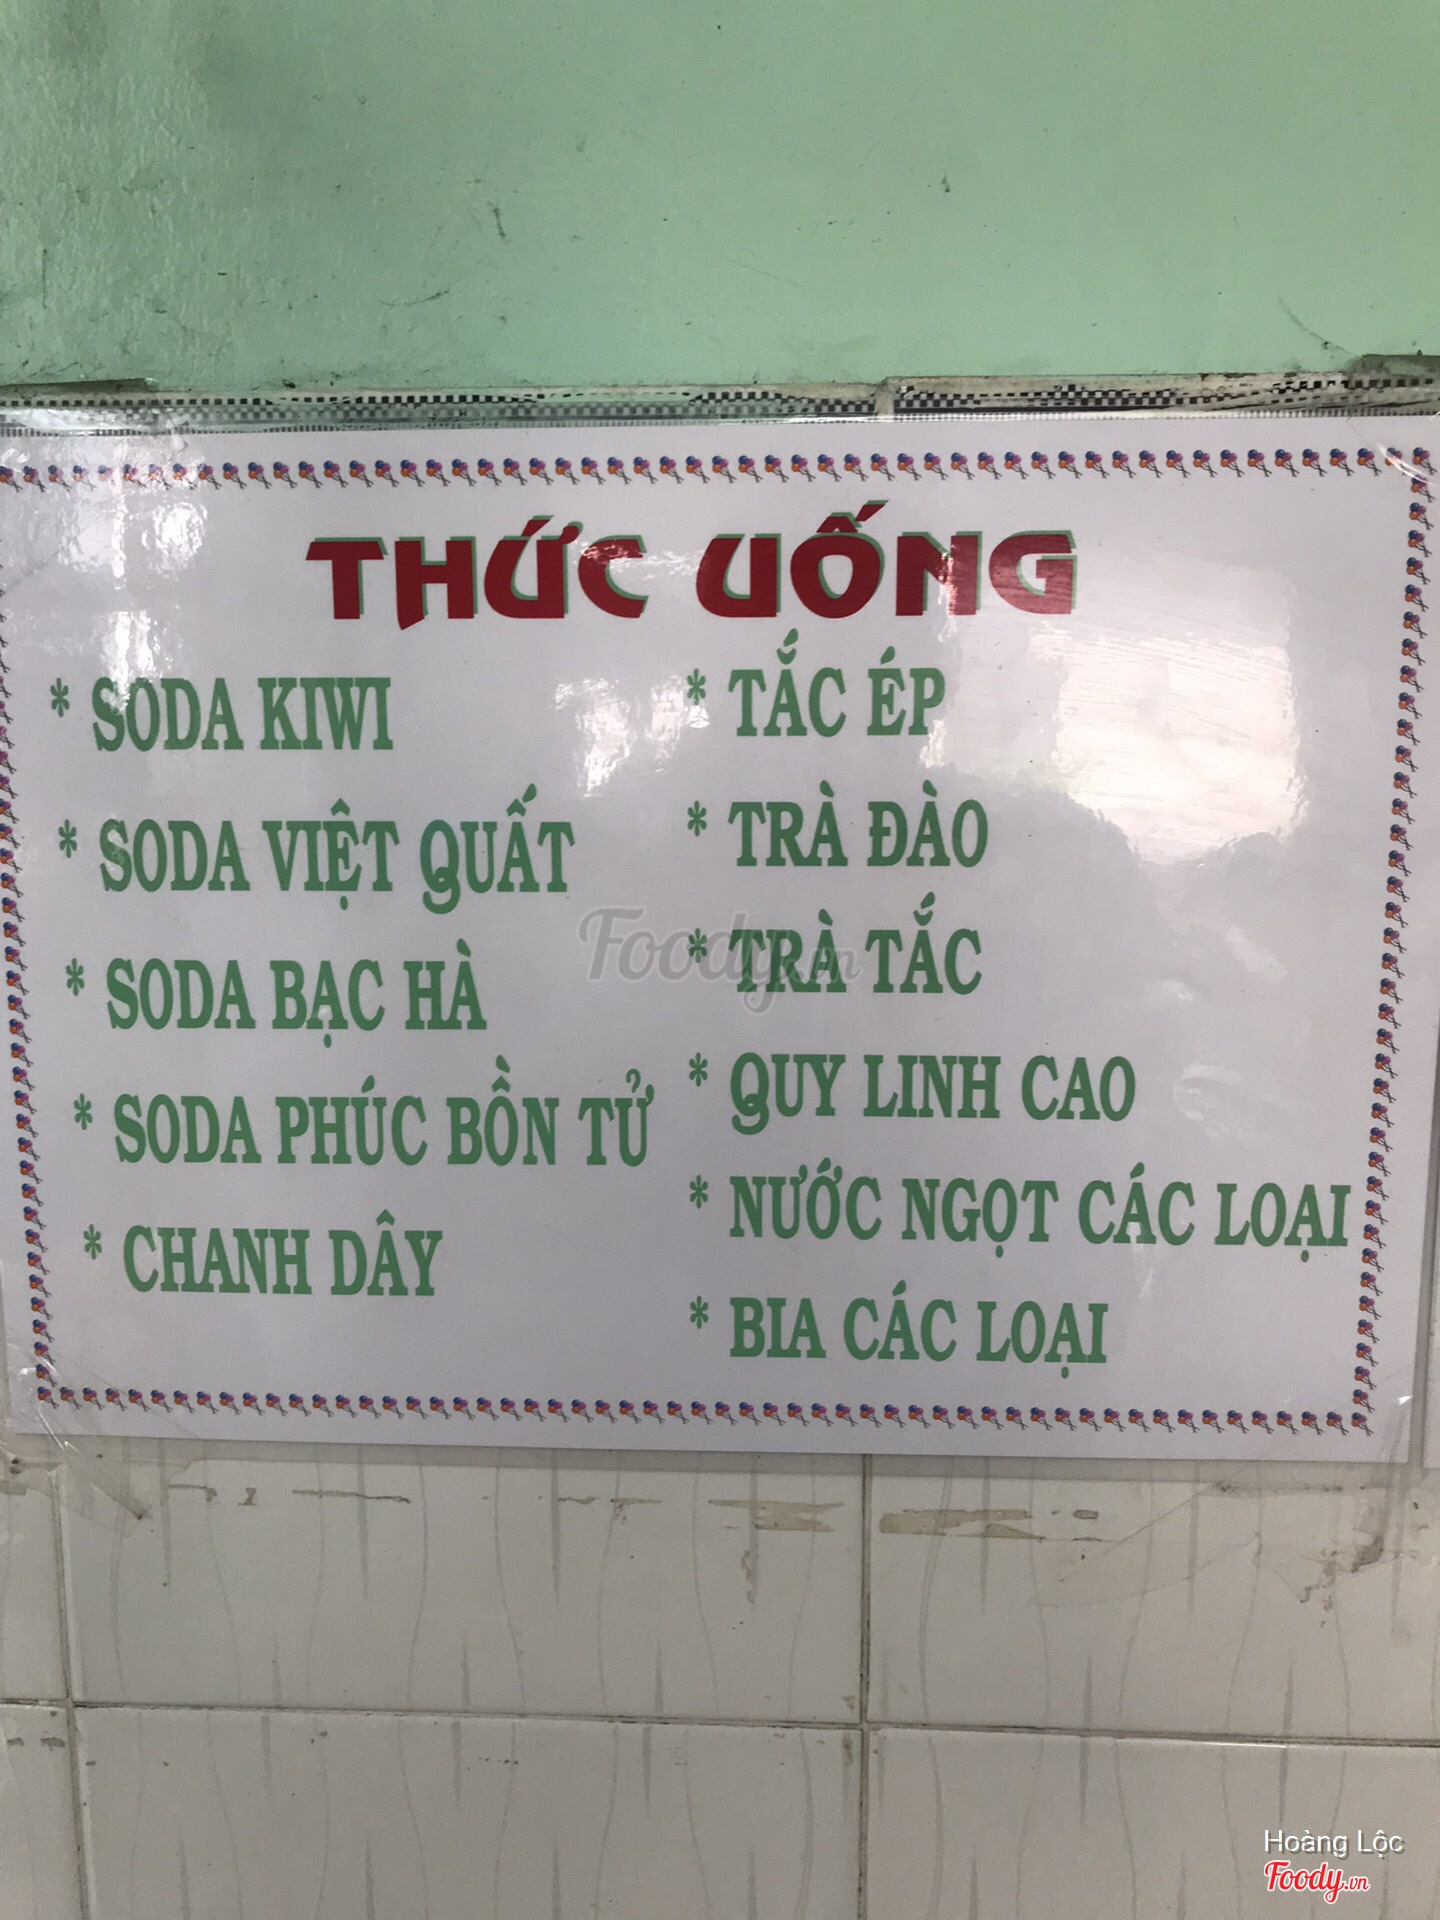 THỨC UỐNG
* SODA KIWI
* SODA VIỆT QUẤT
* SODA BẠC HÀ
* SODA PHÚC BỒN TỬ
* CHANH DÂY
* TẮC ÉP
* TRÀ ĐÀO
* TRÀ TẮC
* QUY LINH CAO
* NƯỚC NGỌT CÁC LOẠI
* BIA CÁC LOẠI
Foody.vn
Hoàng Lộc
Foody.vn